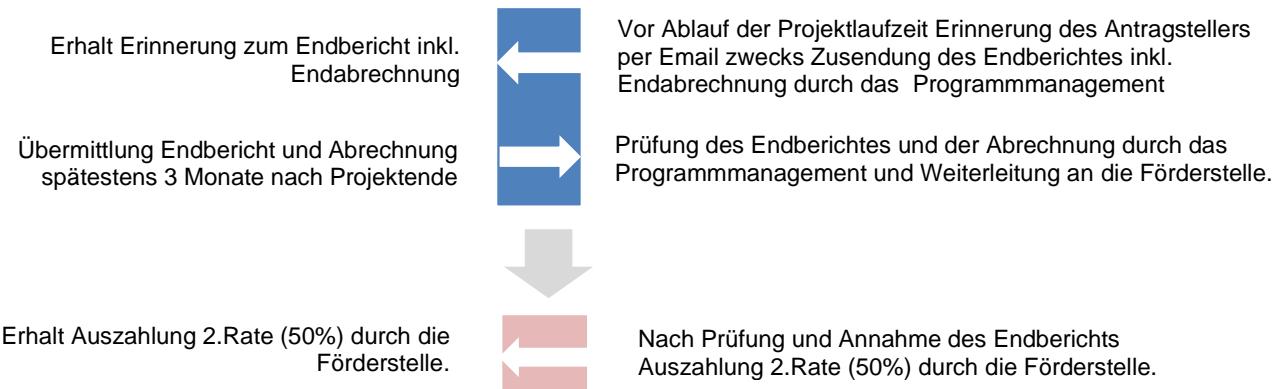 Erhalt Erinnerung zum Endbericht inkl.
Endabrechnung
Vor Ablauf der Projektlaufzeit Erinnerung des Antragstellers
per Email zwecks Zusendung des Endberichtes inkl.
Endabrechnung durch das  Programmmanagement
Übermittlung Endbericht und Abrechnung
spätestens 3 Monate nach Projektende
Prüfung des Endberichtes und der Abrechnung durch das
Programmmanagement und Weiterleitung an die Förderstelle.
Erhalt Auszahlung 2.Rate (50%) durch die
Förderstelle.
Nach Prüfung und Annahme des Endberichts
Auszahlung 2.Rate (50%) durch die Förderstelle.